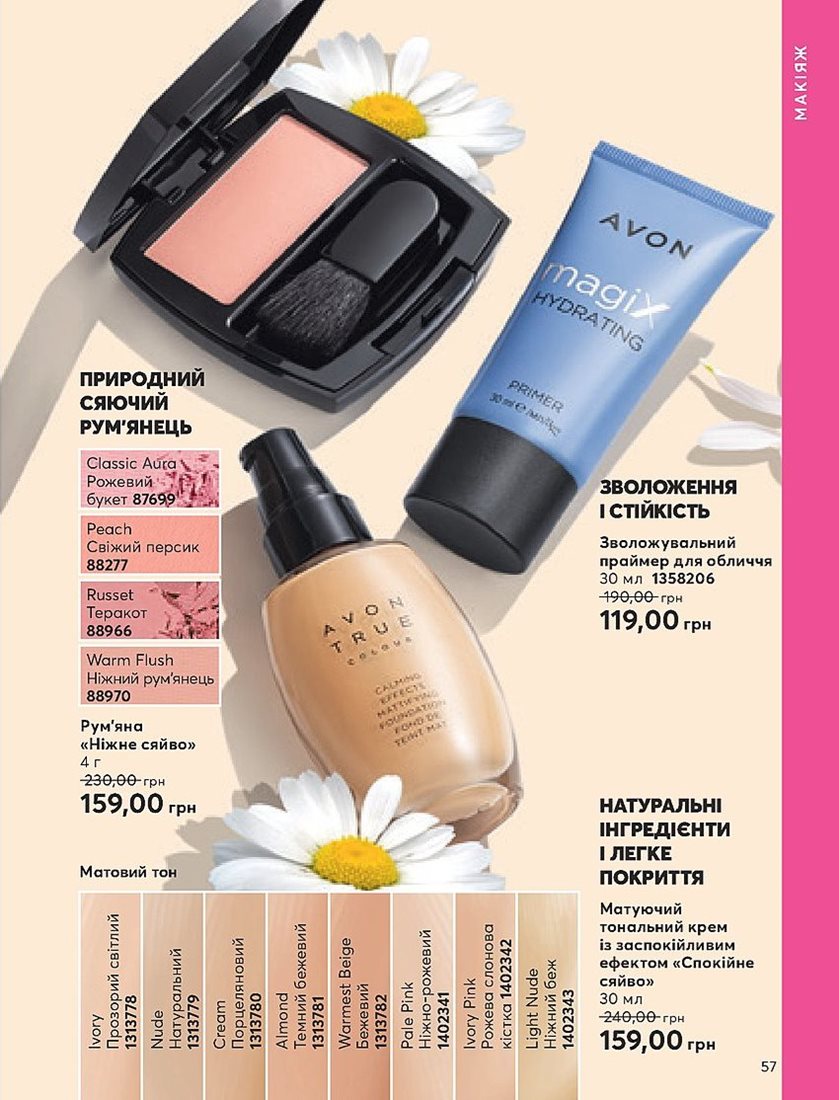 МАКІЯЖ
AVON
magiX
HYDRATING
PRIMER
30 ml e
ПРИРОДНИЙ
СЯЮЧИЙ
РУМ'ЯНЕЦЬ
Classic Aura
Рожевий
букет 87699
Peach
Свіжий персик
88277
Russet
Теракот
88966
Warm Flush
Ніжний рум'янець
88970
Рум'яна
«Ніжне сяйво»
4 г
230,00 грн
159,00 грн
ЗВОЛОЖЕННЯ
І СТІЙКІСТЬ
Зволожувальний
праймер для обличчя
30 мл 1358206
190,00 грн
119,00 грн
AVON
TRUE
COLOUR
CALMING
EFFECTS
MATTIFYING
FOUNDATION
FOND DE
TEINT MAT
Матовий тон
Ivory
Прозорий світлий
1313778
Nude
Натуральний
1313779
Cream
Порцеляновий
1313780
Almond
Темний бежевий
1313781
Warmest Beige
Бежевий
1313782
Pale Pink
Ніжно-рожевий
1402341
Ivory Pink
Рожева слонова
кістка 1402342
Light Nude
Ніжний беж
1402343
НАТУРАЛЬНІ
ІНГРЕДІЄНТИ
І ЛЕГКЕ
ПОКРИТТЯ
Матуючий
тональний крем
із заспокійливим
ефектом «Спокійне
сяйво»
30 мл
240,00 грн
159,00 грн
57